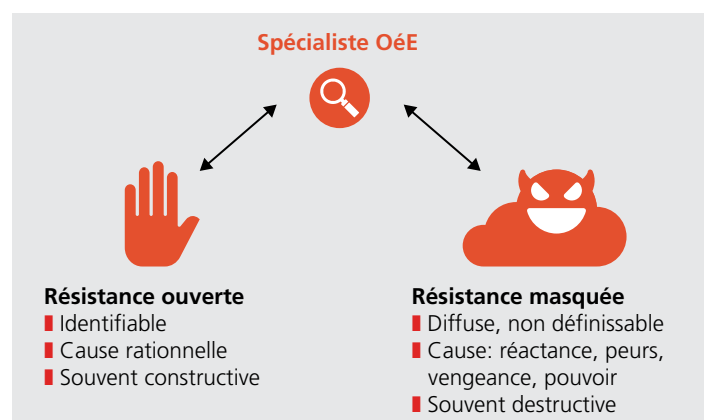 Spécialiste OéE
Résistance ouverte
Identifiable
Cause rationnelle
Souvent constructive
Résistance masquée
Diffuse, non définissable
Cause: réactance, peurs,
vengeance, pouvoir
Souvent destructive